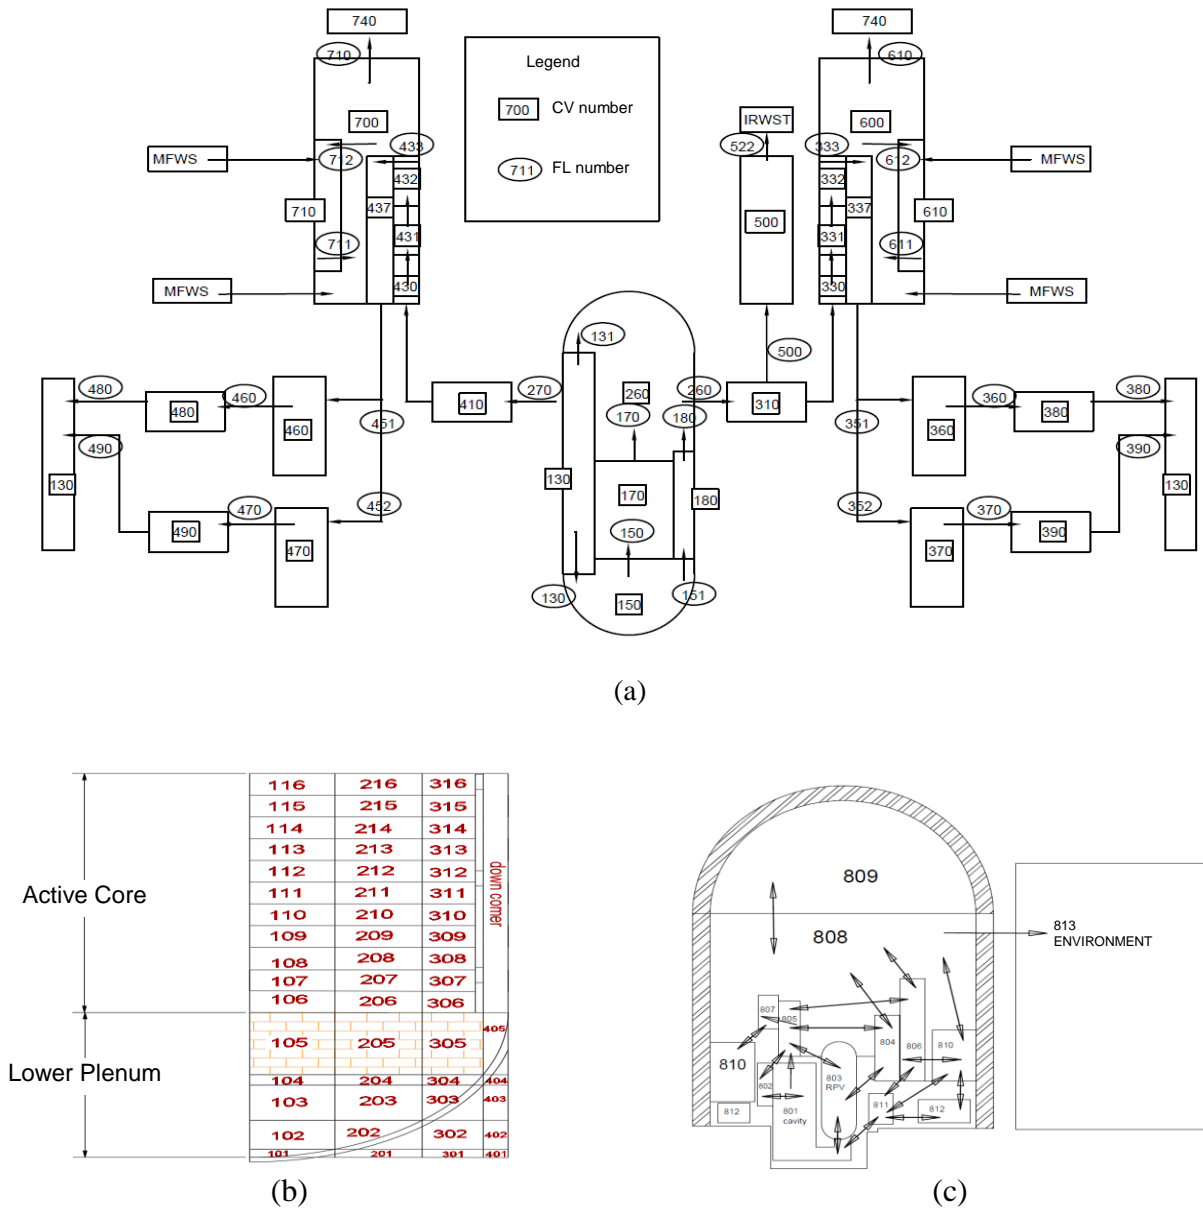 740
740
710
610
Legend
700 CV number
711 FL number
700
600
IRWST
MFWS
712
433
522
333
612
MFWS
432
332
710
437
500
337
610
431
331
711
611
MFWS
430
330
MFWS
131
500
480
460
270
260
260
360
380
480
410
170
180
310
380
490
460
451
351
360
390
130
130
170
180
130
470
452
352
370
490
470
150
370
390
130
150
151
(a)
116 216 316
115 215 315
114 214 314
113 213 313
112 212 312
111 211 311
110 210 310
109 209 309
108 208 308
107 207 307
106 206 306
105 205 305 405
104 204 304 404
103 203 303 403
102 202 302 402
101 201 301 401
down comer
Active Core
Lower Plenum
(b)
809
808
813
ENVIRONMENT
807
805
804
806
810
810
803
RPV
802
801
cavity
812
811
812
(c)